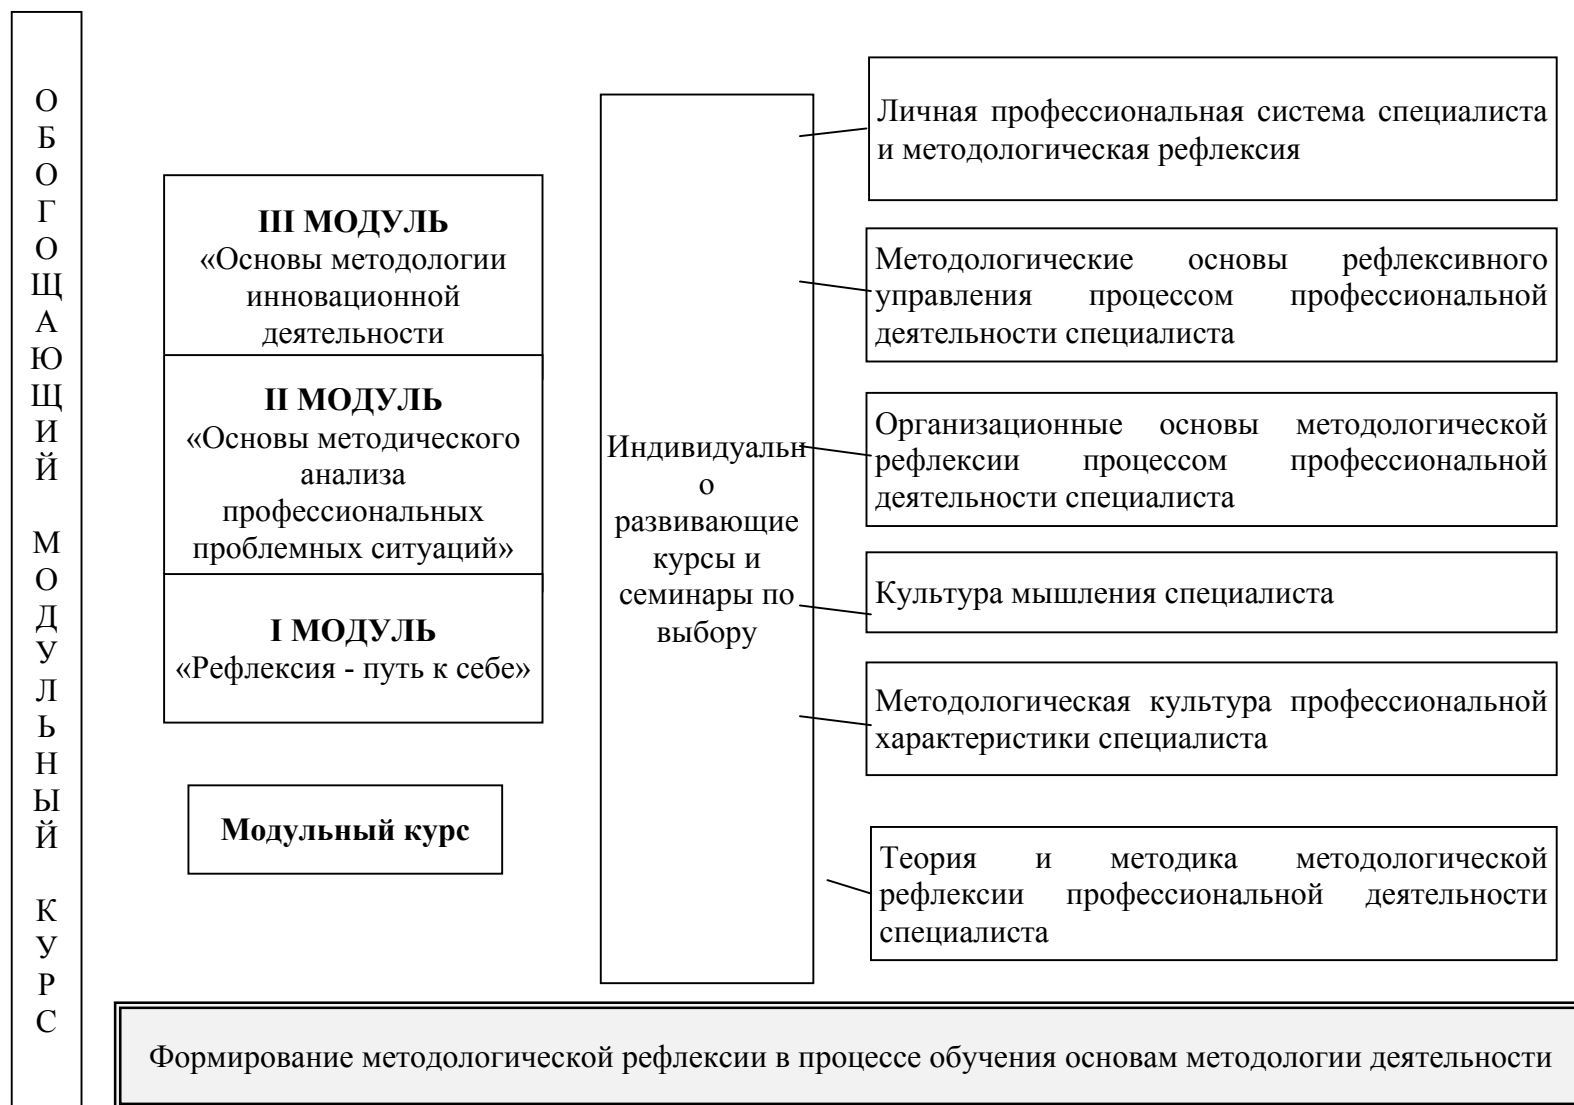 ОБОГОЩАЮЩИЙ МОДУЛЬНЫЙ КУРС
III МОДУЛЬ
«Основы методологии
инновационной
деятельности
II МОДУЛЬ
«Основы методического
анализа
профессиональных
проблемных ситуаций»
I МОДУЛЬ
«Рефлексия - путь к себе»
Модульный курс
Индивидуальн
о
развивающие
курсы и
семинары по
выбору
Личная профессиональная система специалиста
и методологическая рефлексия
Методологические основы рефлексивного
управления процессом профессиональной
деятельности специалиста
Организационные основы методологической
рефлексии процессом профессиональной
деятельности специалиста
Культура мышления специалиста
Методологическая культура профессиональной
характеристики специалиста
Теория и методика методологической
рефлексии профессиональной деятельности
специалиста
Формирование методологической рефлексии в процессе обучения основам методологии деятельности